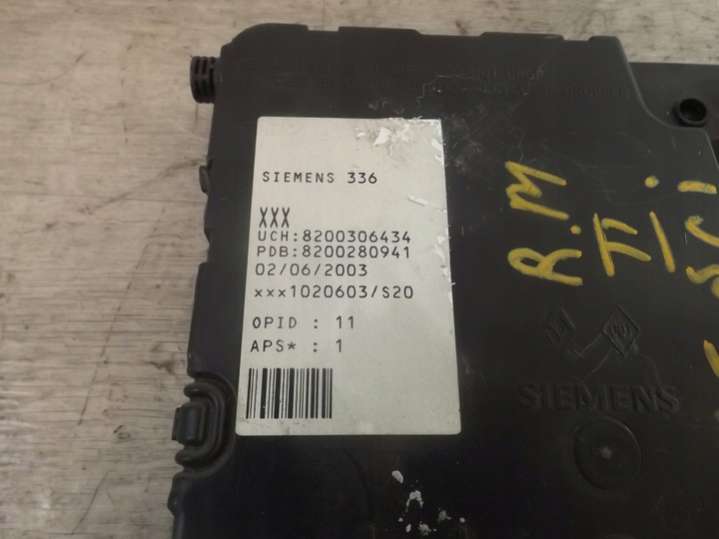 SIEMENS 336
XXX
UCH:8200306434
PDB:8200280941
02/06/2003
xxx1020603/S20
OPID : 11
APS* : 1
R.M
SIEMENS